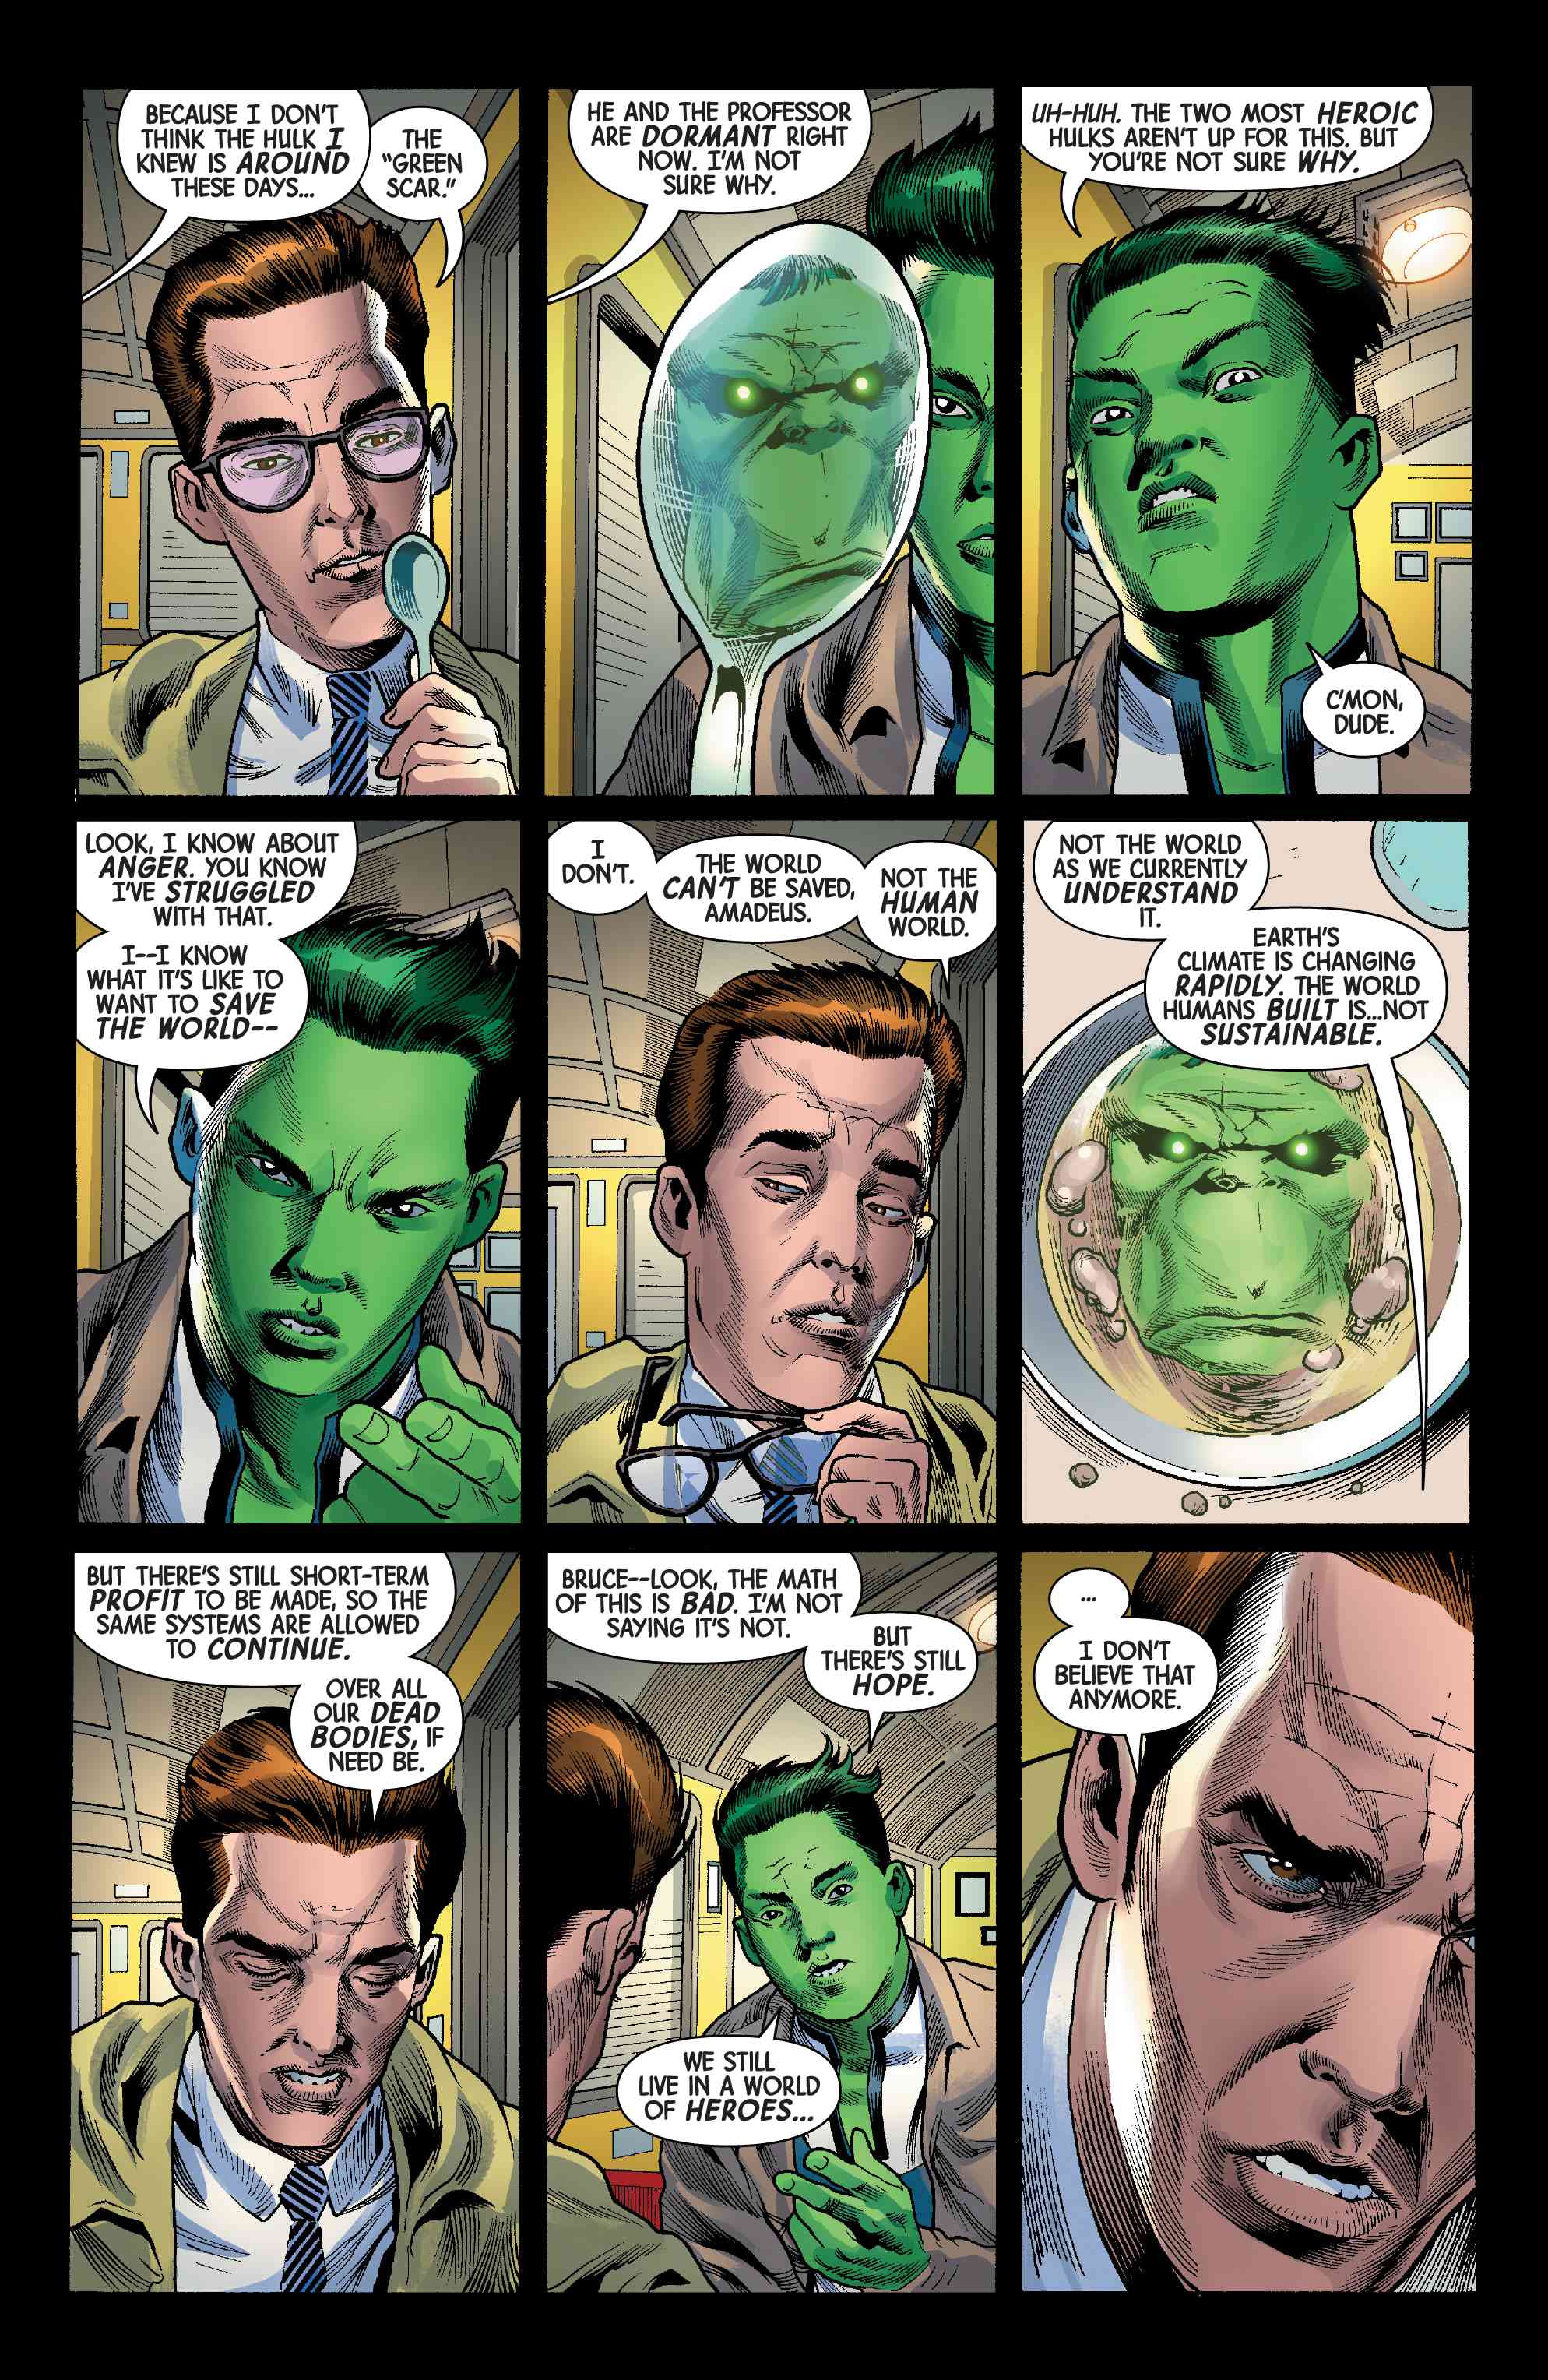 BECAUSE I DON'T
THINK THE HULK I
KNEW IS AROUND
THESE DAYS...
THE
"GREEN
SCAR."
HE AND THE PROFESSOR
ARE DORMANT RIGHT
NOW. I'M NOT
SURE WHY.
UH-HUH. THE TWO MOST HEROIC
HULKS AREN'T UP FOR THIS. BUT
YOU'RE NOT SURE WHY.
C'MON,
DUDE.
LOOK, I KNOW ABOUT
ANGER. YOU KNOW
I'VE STRUGGLED
WITH THAT.
I--I KNOW
WHAT IT'S LIKE TO
WANT TO SAVE
THE WORLD--
I
DON'T.
THE WORLD
CAN'T BE SAVED,
AMADEUS.
NOT THE
HUMAN
WORLD.
NOT THE WORLD
AS WE CURRENTLY
UNDERSTAND
IT.
EARTH'S
CLIMATE IS CHANGING
RAPIDLY. THE WORLD
HUMANS BUILT IS...NOT
SUSTAINABLE.
BUT THERE'S STILL SHORT-TERM
PROFIT TO BE MADE, SO THE
SAME SYSTEMS ARE ALLOWED
TO CONTINUE.
OVER ALL
OUR DEAD
BODIES, IF
NEED BE.
BRUCE--LOOK, THE MATH
OF THIS IS BAD. I'M NOT
SAYING IT'S NOT.
BUT
THERE'S STILL
HOPE.
WE STILL
LIVE IN A WORLD
OF HEROES...
...
I DON'T
BELIEVE THAT
ANYMORE.